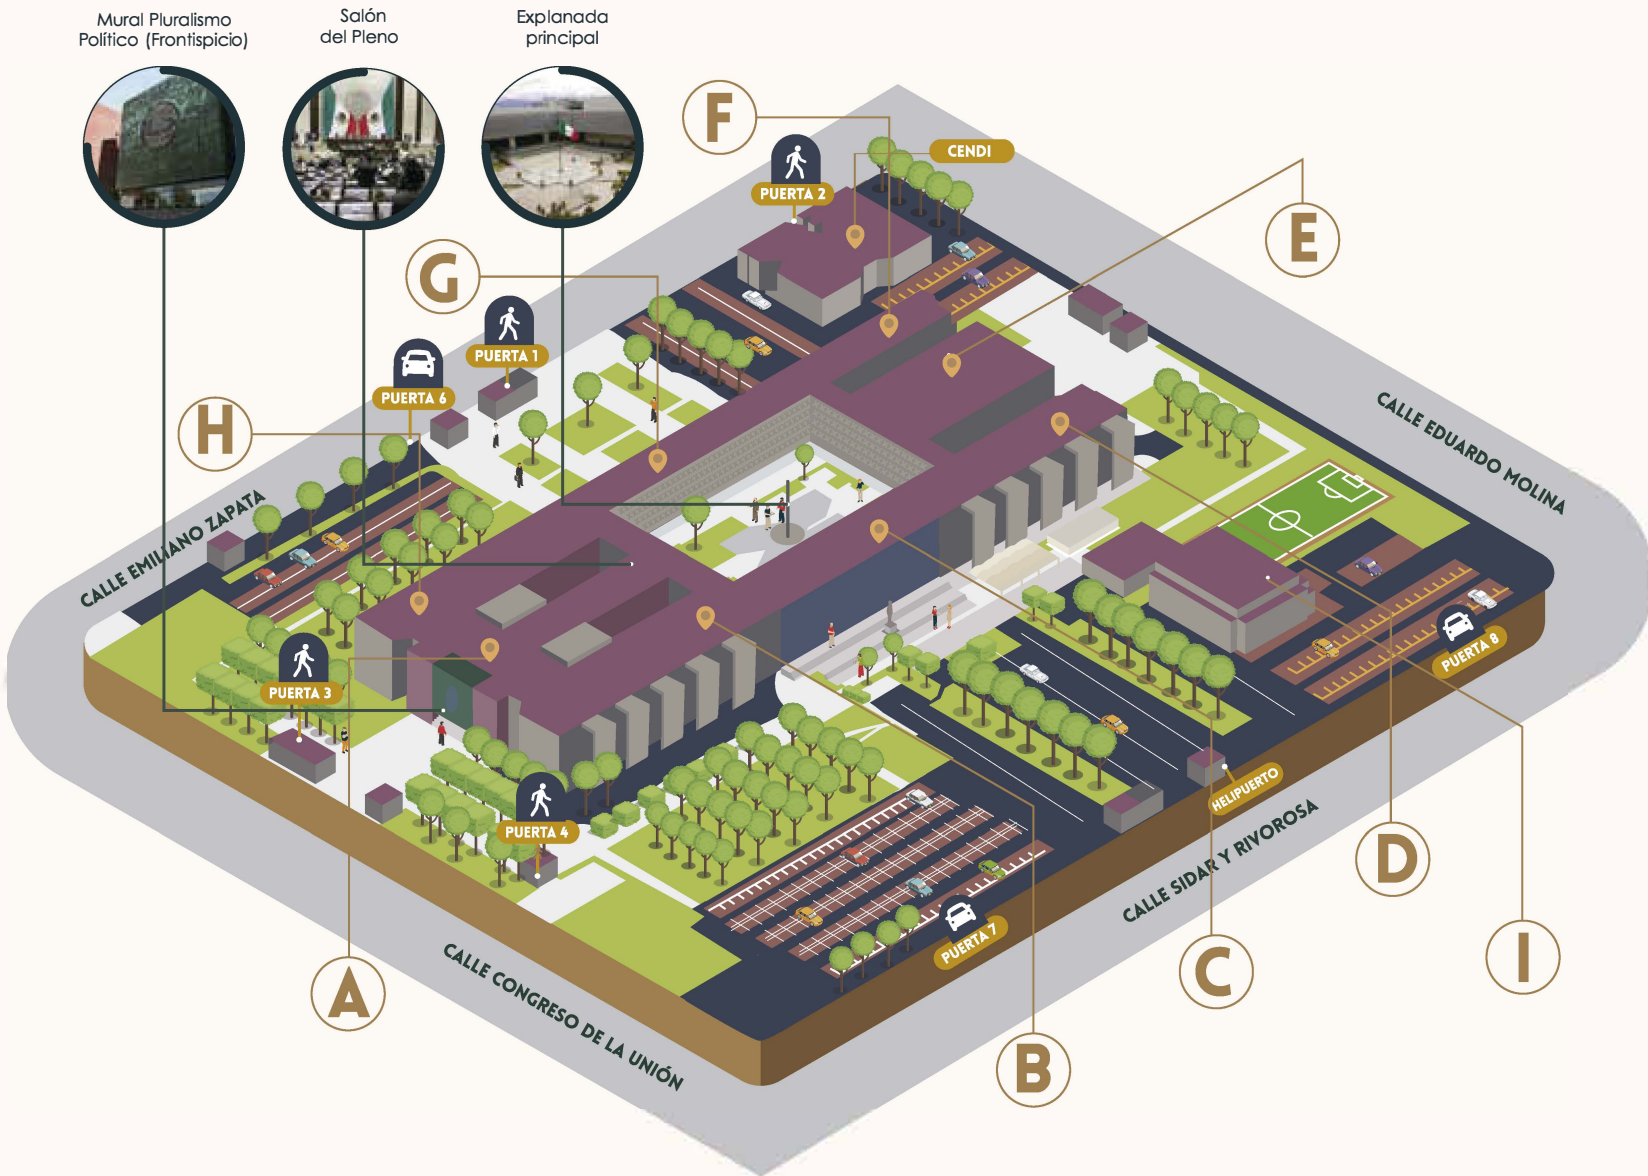 Mural Pluralismo
Político (Frontispicio)
Salón
del Pleno
Explanada
principal
F
CENDI
PUERTA 2
E
G
PUERTA 1
PUERTA 6
H
CALLE EDUARDO MOLINA
CALLE EMILIANO ZAPATA
PUERTA 3
PUERTA 8
HELIPUERTO
PUERTA 4
CALLE SIDAR Y RIVOROSA
D
PUERTA 7
A
C
I
CALLE CONGRESO DE LA UNIÓN
B